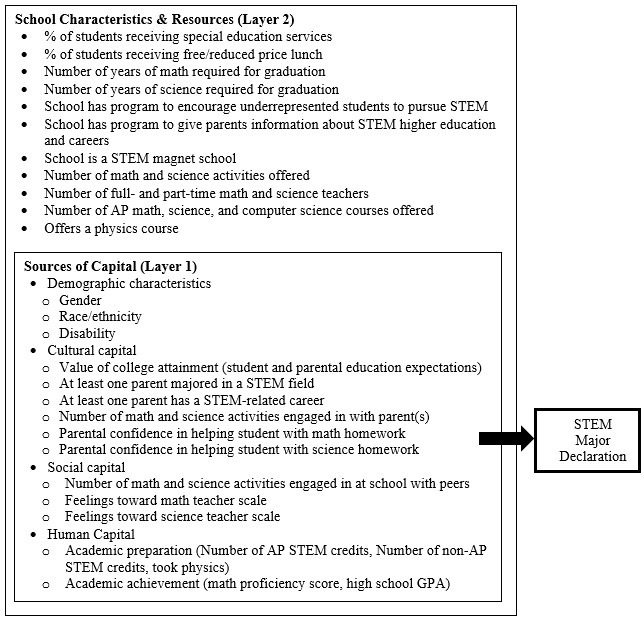 School Characteristics & Resources (Layer 2)
• % of students receiving special education services
• % of students receiving free/reduced price lunch
• Number of years of math required for graduation
• Number of years of science required for graduation
• School has program to encourage underrepresented students to pursue STEM
• School has program to give parents information about STEM higher education
and careers
• School is a STEM magnet school
• Number of math and science activities offered
• Number of full- and part-time math and science teachers
• Number of AP math, science, and computer science courses offered
• Offers a physics course
Sources of Capital (Layer 1)
• Demographic characteristics
o Gender
o Race/ethnicity
o Disability
• Cultural capital
o Value of college attainment (student and parental education expectations)
o At least one parent majored in a STEM field
o At least one parent has a STEM-related career
o Number of math and science activities engaged in with parent(s)
o Parental confidence in helping student with math homework
o Parental confidence in helping student with science homework
• Social capital
o Number of math and science activities engaged in at school with peers
o Feelings toward math teacher scale
o Feelings toward science teacher scale
• Human Capital
o Academic preparation (Number of AP STEM credits, Number of non-AP
STEM credits, took physics)
o Academic achievement (math proficiency score, high school GPA)
STEM
Major
Declaration